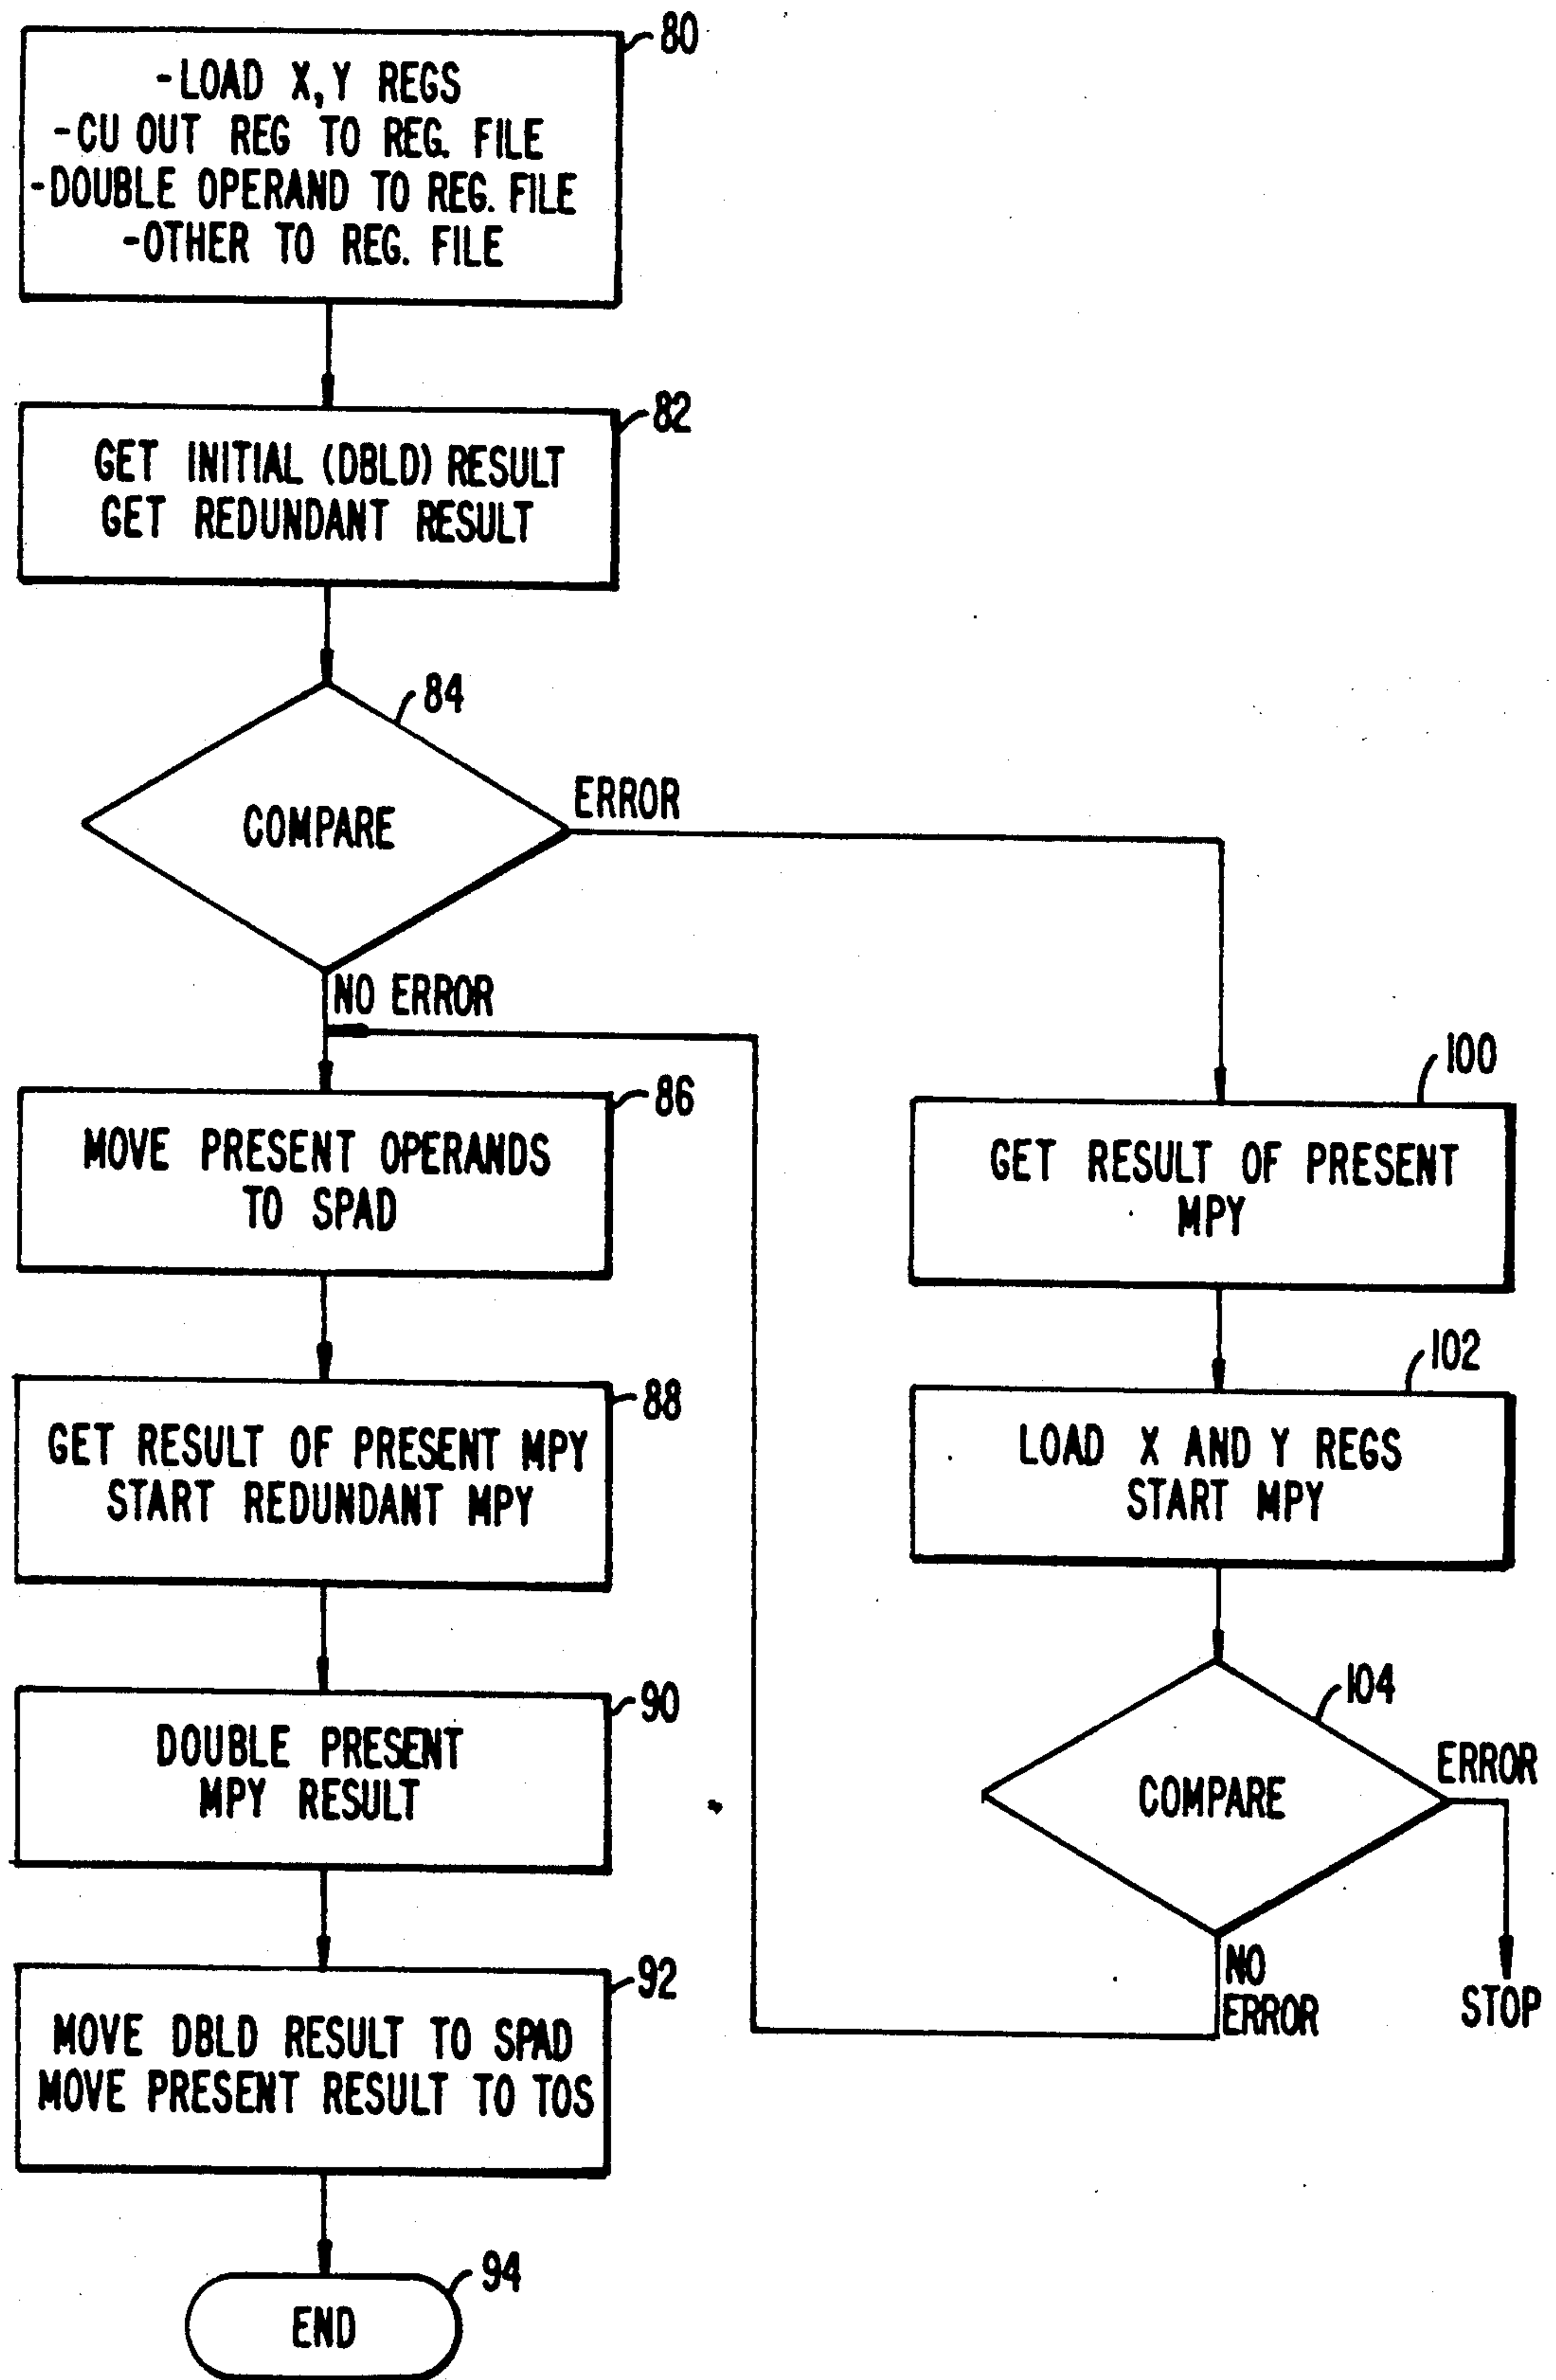 80
-LOAD X,Y REGS
-CU OUT REG TO REG. FILE
-DOUBLE OPERAND TO REG. FILE
-OTHER TO REG. FILE
82
GET INITIAL (DBLD) RESULT
GET REDUNDANT RESULT
84
COMPARE
ERROR
NO ERROR
86
MOVE PRESENT OPERANDS
TO SPAD
88
GET RESULT OF PRESENT MPY
START REDUNDANT MPY
90
DOUBLE PRESENT
MPY RESULT
92
MOVE DBLD RESULT TO SPAD
MOVE PRESENT RESULT TO TOS
94
END
100
GET RESULT OF PRESENT
MPY
102
LOAD X AND Y REGS
START MPY
104
COMPARE
ERROR
STOP
NO
ERROR